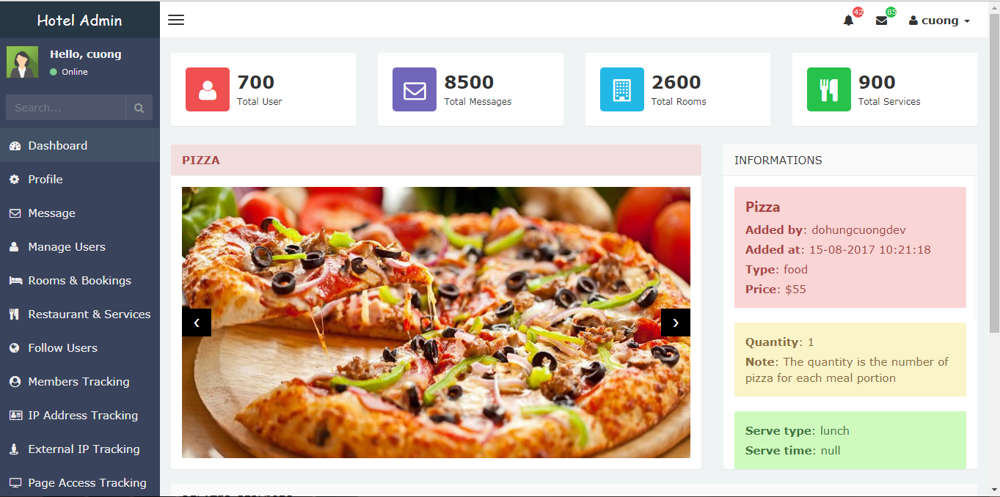 Hotel Admin
42
85
cuong
Hello, cuong
Online
Search...
Dashboard
Profile
Message
Manage Users
Rooms & Bookings
Restaurant & Services
Follow Users
Members Tracking
IP Address Tracking
External IP Tracking
Page Access Tracking
700
Total User
8500
Total Messages
2600
Total Rooms
900
Total Services
PIZZA
INFORMATIONS
Pizza
Added by: dohungcuongdev
Added at: 15-08-2017 10:21:18
Type: food
Price: $55
Quantity: 1
Note: The quantity is the number of
pizza for each meal portion
Serve type: lunch
Serve time: null